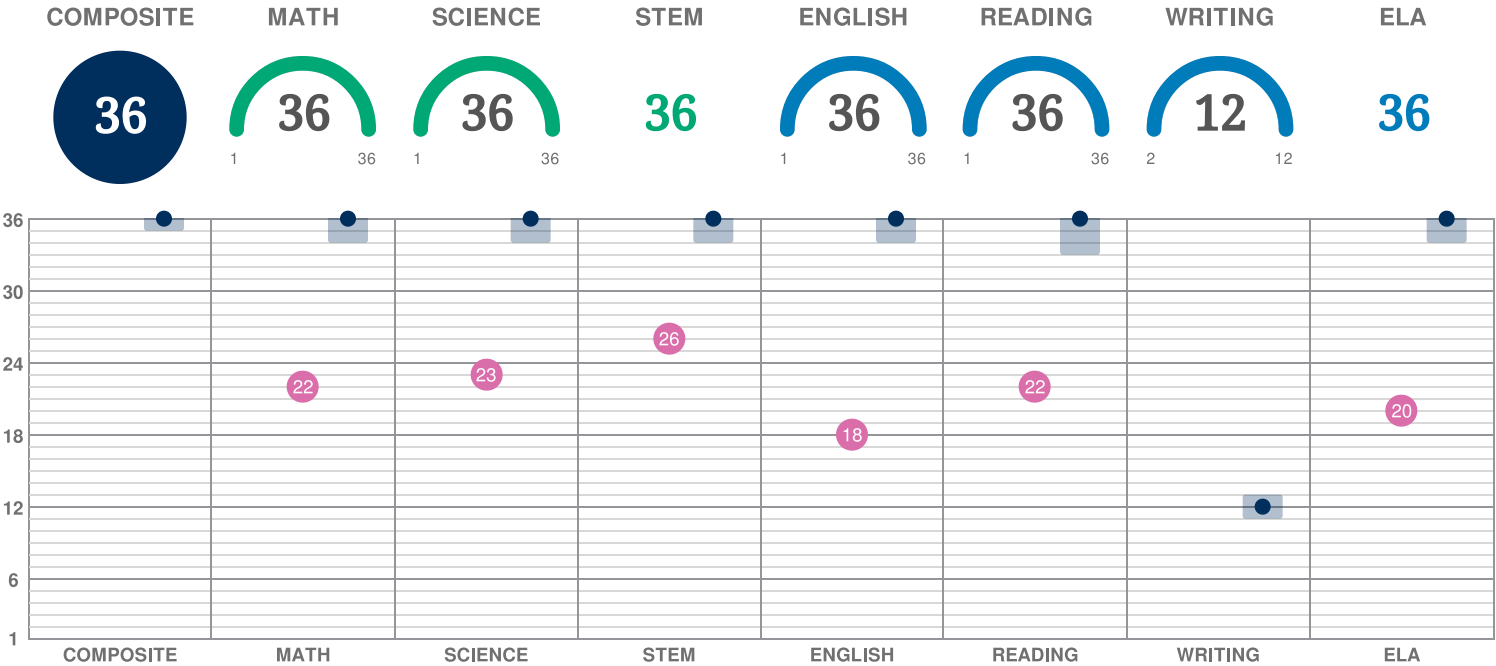 COMPOSITE MATH SCIENCE STEM ENGLISH READING WRITING ELA
36 36 36 36 36 36 12 36
1 36 1 36 1 36 1 36 2 12
36
30
26
24
23
22 22
20
18 18
12
6
1
COMPOSITE MATH SCIENCE STEM ENGLISH READING WRITING ELA